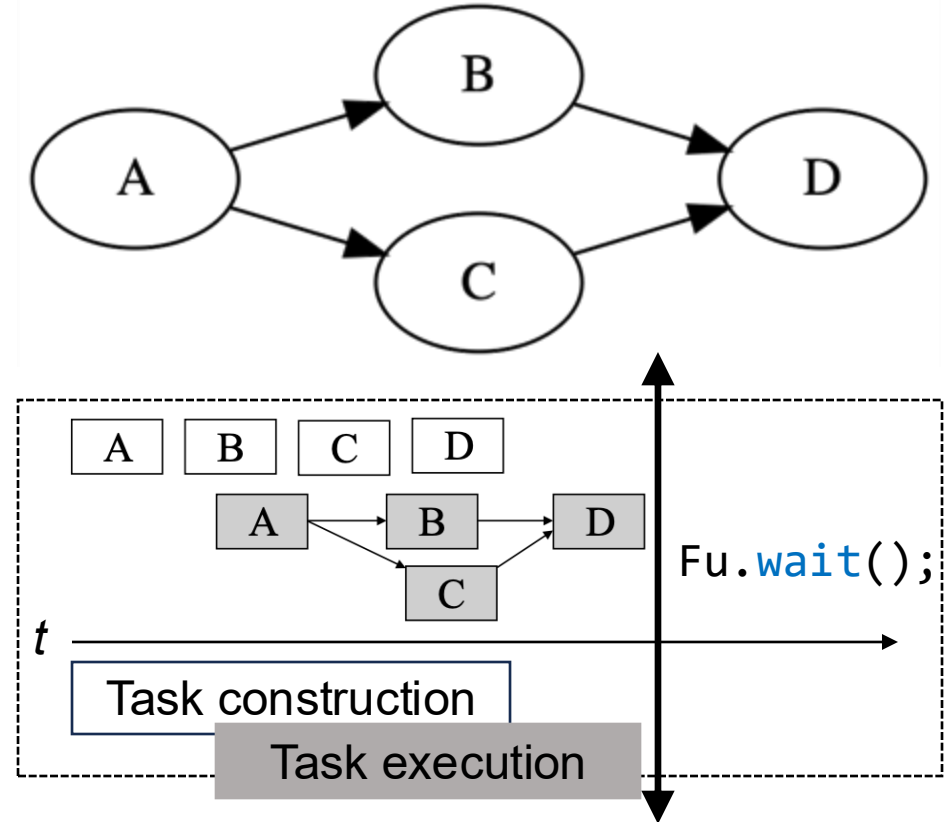 B
A
D
C
A B C D
A B D
Fu.wait();
C
t
Task construction
Task execution